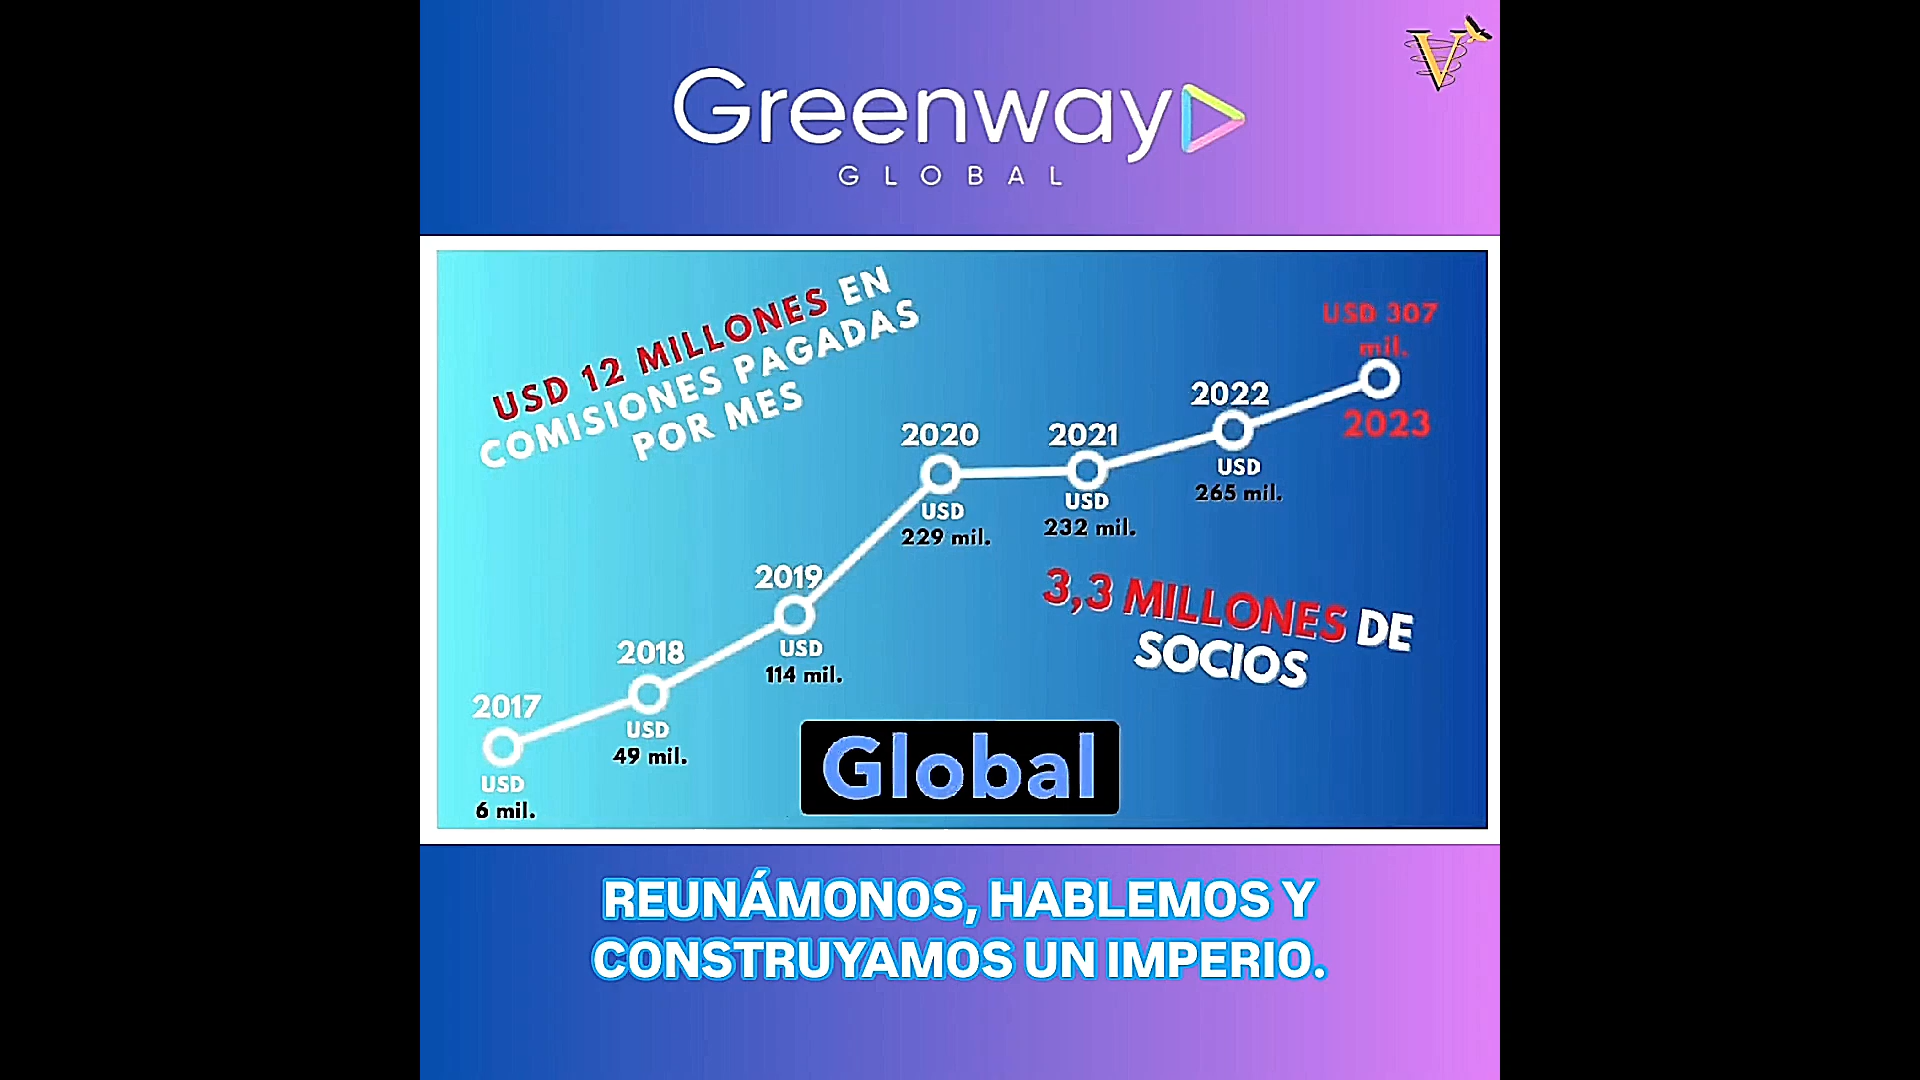 Greenway
GLOBAL
USD 12 MILLONES EN
COMISIONES PAGADAS
POR MES
USD 307
mil.
2023
2022
USD
265 mil.
2020
USD
229 mil.
2021
USD
232 mil.
2019
USD
114 mil.
3,3 MILLONES DE
SOCIOS
2018
USD
49 mil.
2017
USD
6 mil.
Global
REUNÁMONOS, HABLEMOS Y
CONSTRUYAMOS UN IMPERIO.
V